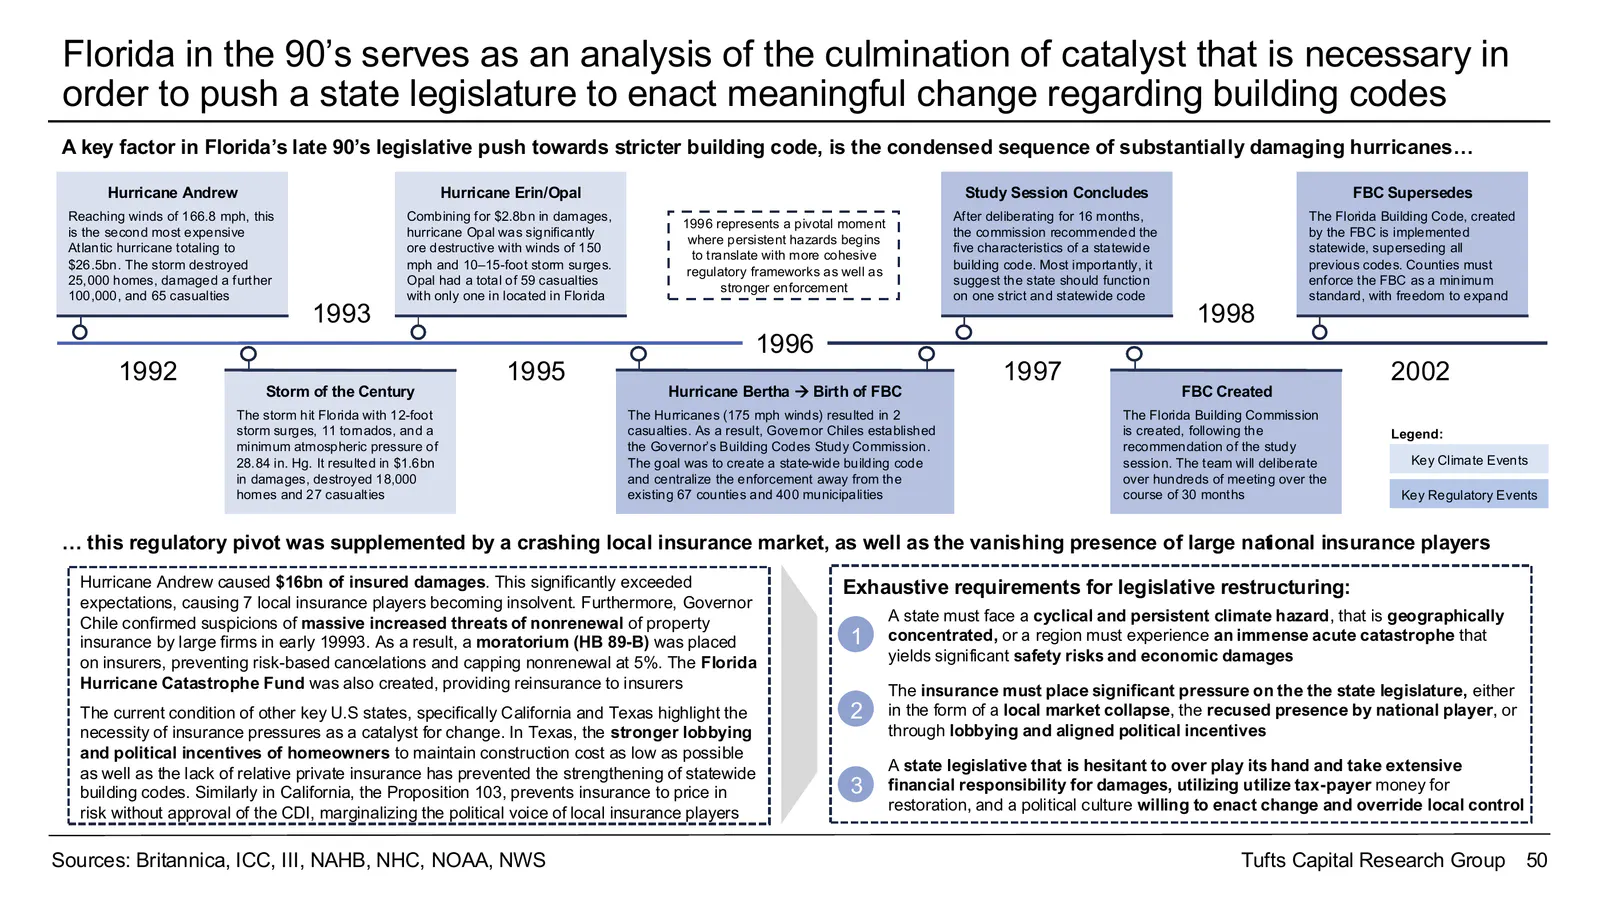 Florida in the 90’s serves as an analysis of the culmination of catalyst that is necessary in
order to push a state legislature to enact meaningful change regarding building codes
A key factor in Florida’s late 90’s legislative push towards stricter building code, is the condensed sequence of substantially damaging hurricanes…
Hurricane Andrew
Reaching winds of 166.8 mph, this
is the second most expensive
Atlantic hurricane totaling to
$26.5bn. The storm destroyed
25,000 homes, damaged a further
100,000, and 65 casualties
1992
1993
Storm of the Century
The storm hit Florida with 12-foot
storm surges, 11 tornados, and a
minimum atmospheric pressure of
28.84 in. Hg. It resulted in $1.6bn
in damages, destroyed 18,000
homes and 27 casualties
Hurricane Erin/Opal
Combining for $2.8bn in damages,
hurricane Opal was significantly
ore destructive with winds of 150
mph and 10–15-foot storm surges.
Opal had a total of 59 casualties
with only one in located in Florida
1995
1996 represents a pivotal moment
where persistent hazards begins
to translate with more cohesive
regulatory frameworks as well as
stronger enforcement
1996
Hurricane Bertha → Birth of FBC
The Hurricanes (175 mph winds) resulted in 2
casualties. As a result, Governor Chiles established
the Governor’s Building Codes Study Commission.
The goal was to create a state-wide building code
and centralize the enforcement away from the
existing 67 counties and 400 municipalities
Study Session Concludes
After deliberating for 16 months,
the commission recommended the
five characteristics of a statewide
building code. Most importantly, it
suggest the state should function
on one strict and statewide code
1997
1998
FBC Created
The Florida Building Commission
is created, following the
recommendation of the study
session. The team will deliberate
over hundreds of meeting over the
course of 30 months
FBC Supersedes
The Florida Building Code, created
by the FBC is implemented
statewide, superseding all
previous codes. Counties must
enforce the FBC as a minimum
standard, with freedom to expand
2002
Legend:
Key Climate Events
Key Regulatory Events
… this regulatory pivot was supplemented by a crashing local insurance market, as well as the vanishing presence of large national insurance players
Hurricane Andrew caused $16bn of insured damages. This significantly exceeded
expectations, causing 7 local insurance players becoming insolvent. Furthermore, Governor
Chile confirmed suspicions of massive increased threats of nonrenewal of property
insurance by large firms in early 19993. As a result, a moratorium (HB 89-B) was placed
on insurers, preventing risk-based cancelations and capping nonrenewal at 5%. The Florida
Hurricane Catastrophe Fund was also created, providing reinsurance to insurers
The current condition of other key U.S states, specifically California and Texas highlight the
necessity of insurance pressures as a catalyst for change. In Texas, the stronger lobbying
and political incentives of homeowners to maintain construction cost as low as possible
as well as the lack of relative private insurance has prevented the strengthening of statewide
building codes. Similarly in California, the Proposition 103, prevents insurance to price in
risk without approval of the CDI, marginalizing the political voice of local insurance players
Exhaustive requirements for legislative restructuring:
1
A state must face a cyclical and persistent climate hazard, that is geographically
concentrated, or a region must experience an immense acute catastrophe that
yields significant safety risks and economic damages
2
The insurance must place significant pressure on the the state legislature, either
in the form of a local market collapse, the recused presence by national player, or
through lobbying and aligned political incentives
3
A state legislative that is hesitant to over play its hand and take extensive
financial responsibility for damages, utilizing utilize tax-payer money for
restoration, and a political culture willing to enact change and override local control
Sources: Britannica, ICC, III, NAHB, NHC, NOAA, NWS
Tufts Capital Research Group 50